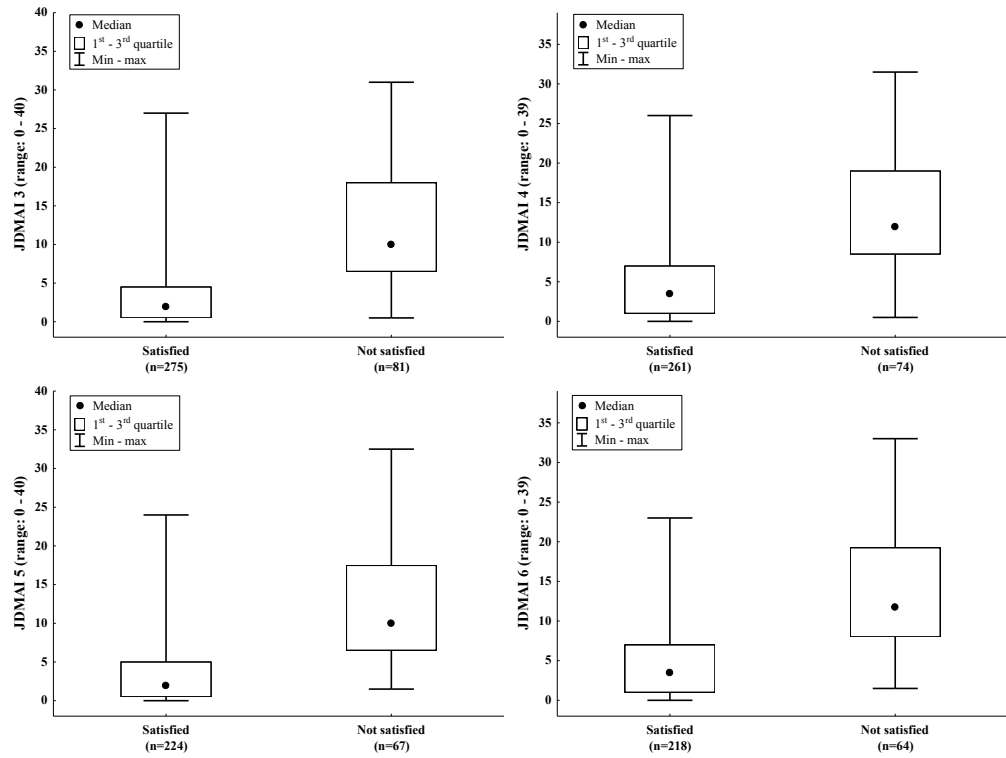 Median
1st - 3rd quartile
Min - max
JDMAI 3 (range: 0 - 40)
40
35
30
25
20
15
10
5
0
Satisfied
(n=275)
Not satisfied
(n=81)
Median
1st - 3rd quartile
Min - max
JDMAI 4 (range: 0 - 39)
35
30
25
20
15
10
5
0
Satisfied
(n=261)
Not satisfied
(n=74)
Median
1st - 3rd quartile
Min - max
JDMAI 5 (range: 0 - 40)
40
35
30
25
20
15
10
5
0
Satisfied
(n=224)
Not satisfied
(n=67)
Median
1st - 3rd quartile
Min - max
JDMAI 6 (range: 0 - 39)
35
30
25
20
15
10
5
0
Satisfied
(n=218)
Not satisfied
(n=64)